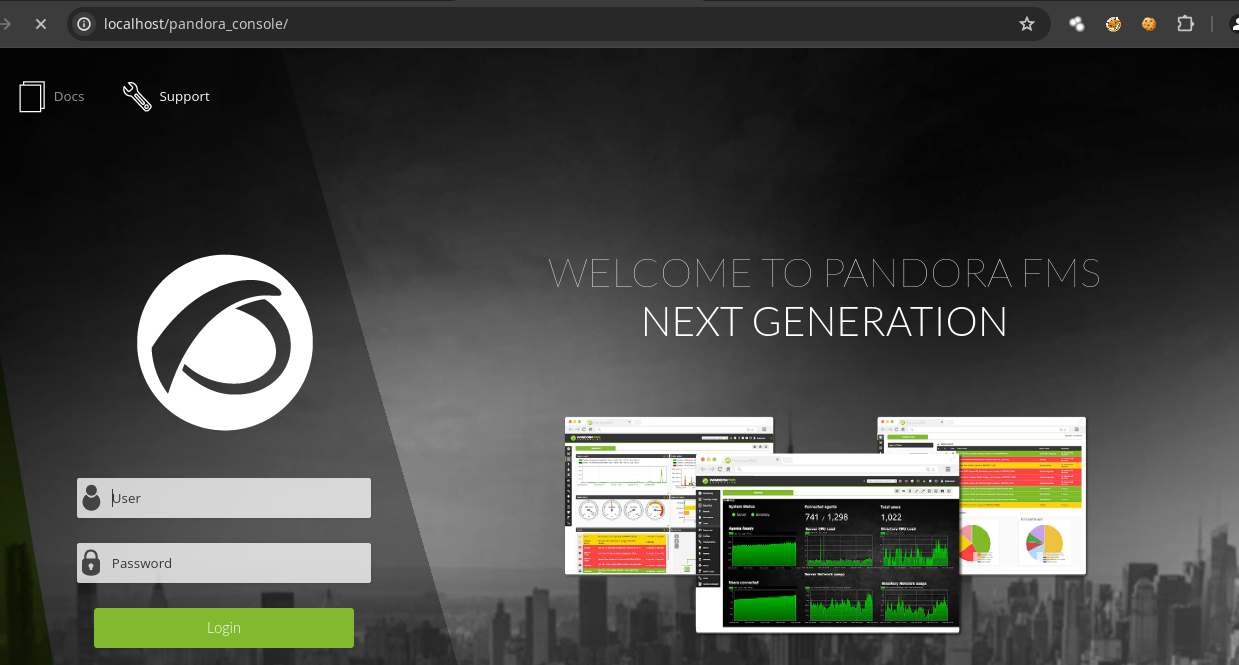 localhost/pandora_console/
Docs
Support
WELCOME TO PANDORA FMS
NEXT GENERATION
User
Password
Login
System Status
Connected agents
Total users
741 / 1,298
1,022
Server CPU Load
Directory CPU Load
Users connected
Server Network usage
Directory Network usage